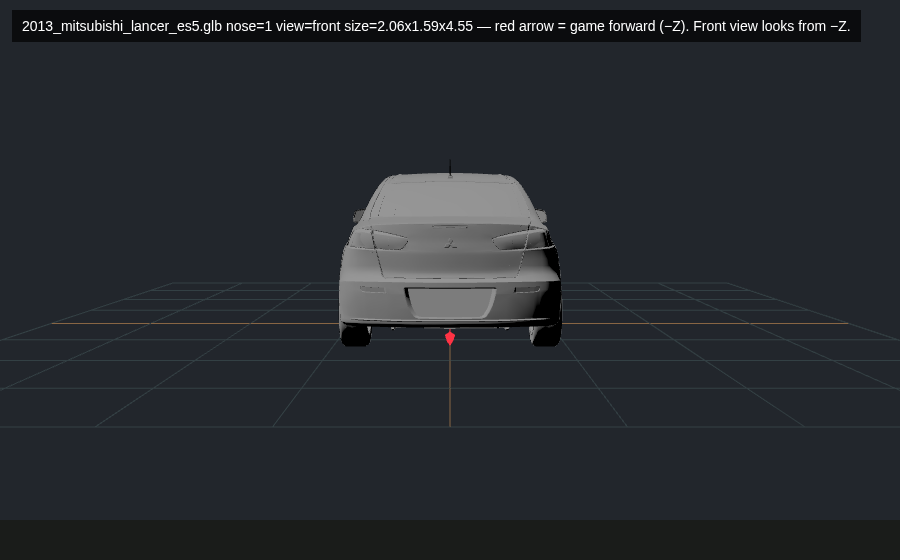 2013_mitsubishi_lancer_es5.glb nose=1 view=front size=2.06x1.59x4.55 — red arrow = game forward (−Z). Front view looks from −Z.